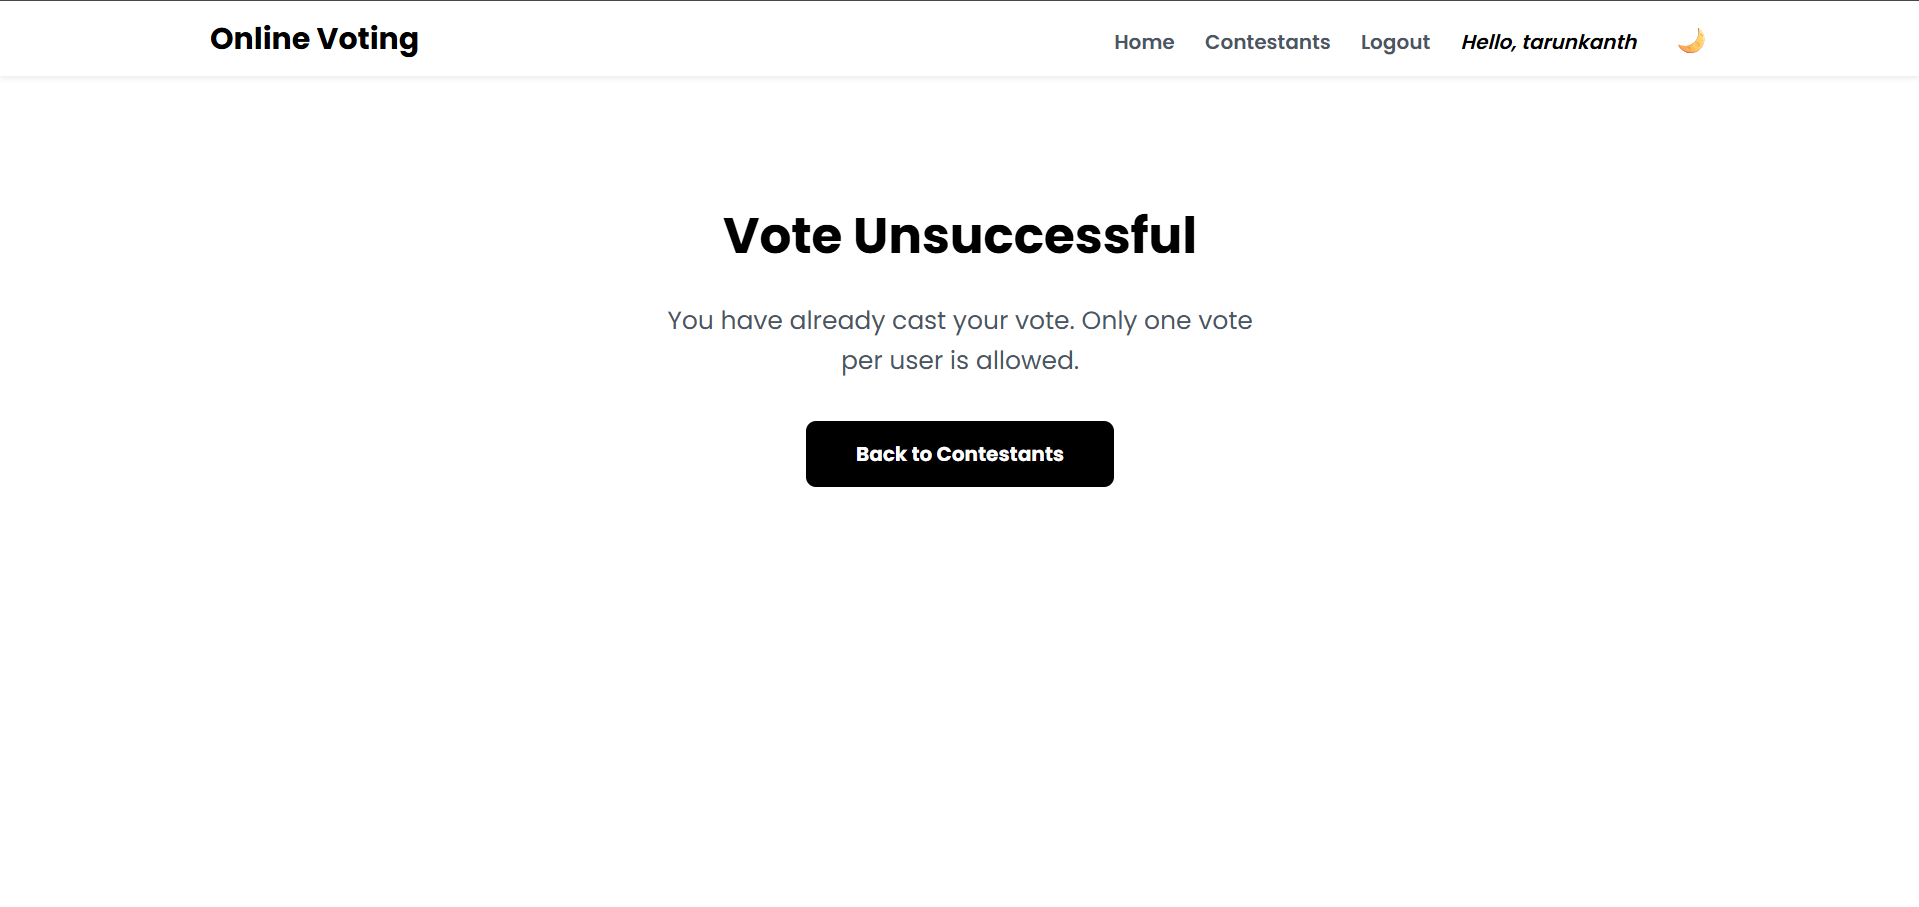 Online Voting
Home Contestants Logout Hello, tarunkanth
Vote Unsuccessful
You have already cast your vote. Only one vote
per user is allowed.
Back to Contestants